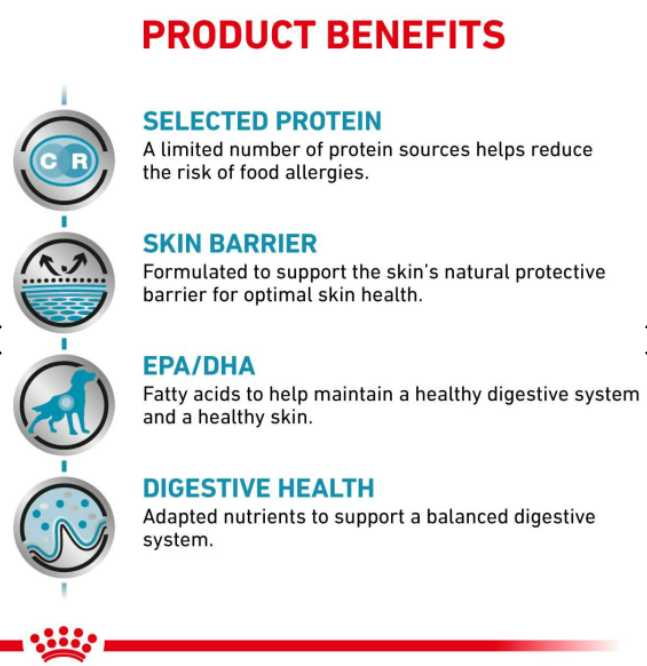 PRODUCT BENEFITS
SELECTED PROTEIN
A limited number of protein sources helps reduce
the risk of food allergies.
C R
SKIN BARRIER
Formulated to support the skin's natural protective
barrier for optimal skin health.
EPA/DHA
Fatty acids to help maintain a healthy digestive system
and a healthy skin.
DIGESTIVE HEALTH
Adapted nutrients to support a balanced digestive
system.